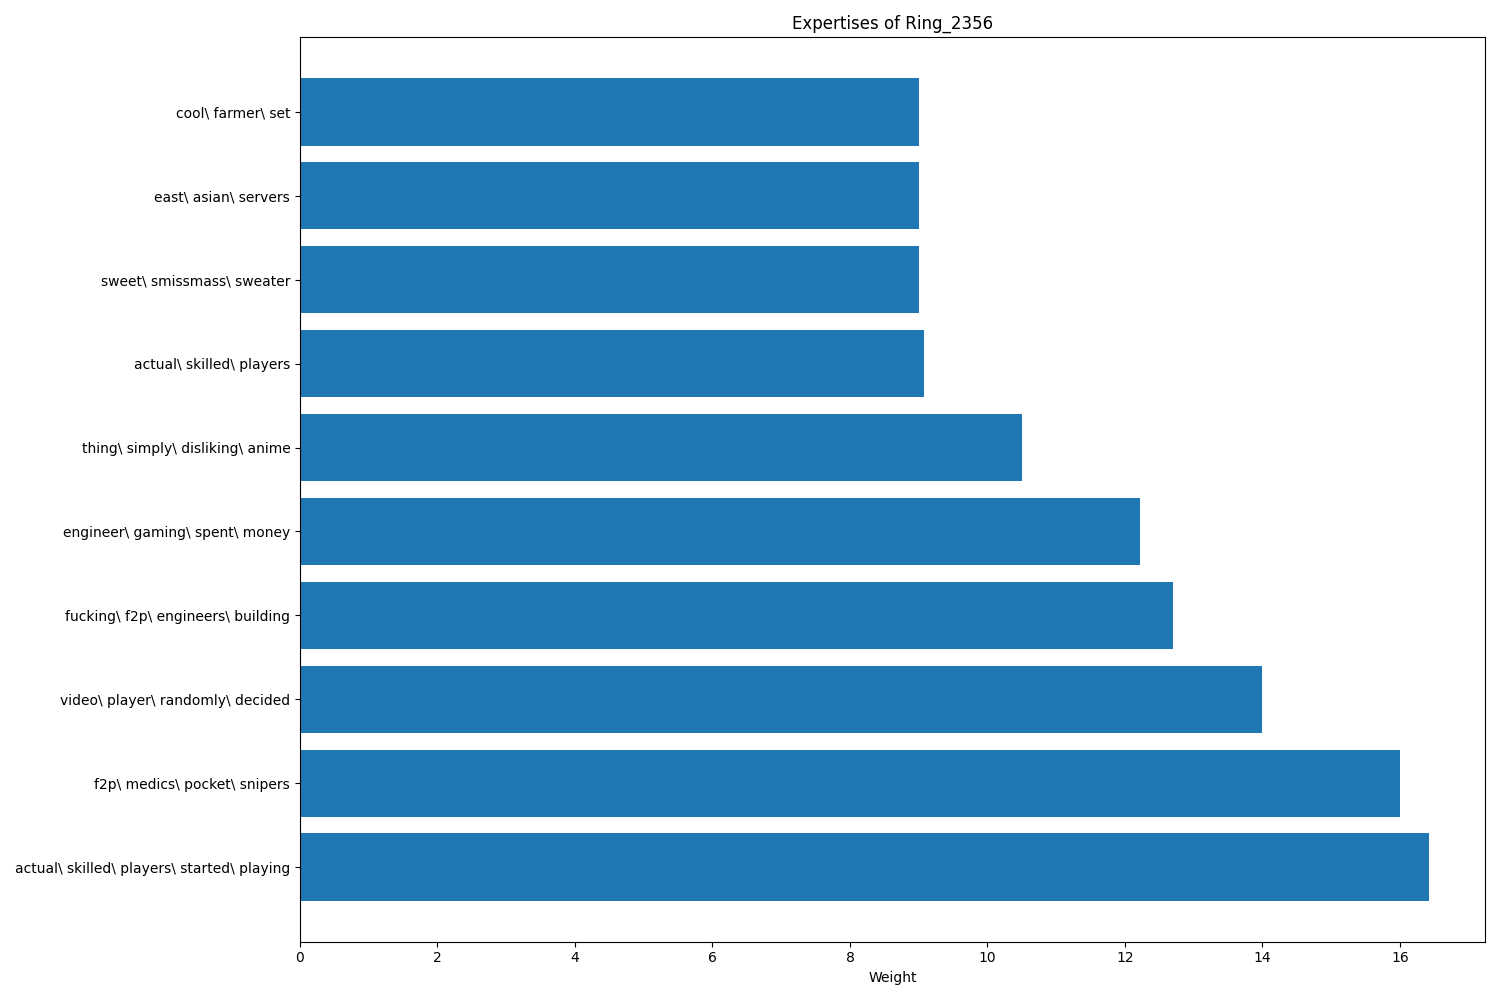 Expertises of Ring_2356
cool\ farmer\ set
east\ asian\ servers
sweet\ smissmass\ sweater
actual\ skilled\ players
thing\ simply\ disliking\ anime
engineer\ gaming\ spent\ money
fucking\ f2p\ engineers\ building
video\ player\ randomly\ decided
f2p\ medics\ pocket\ snipers
actual\ skilled\ players\ started\ playing
0 2 4 6 8 10 12 14 16
Weight